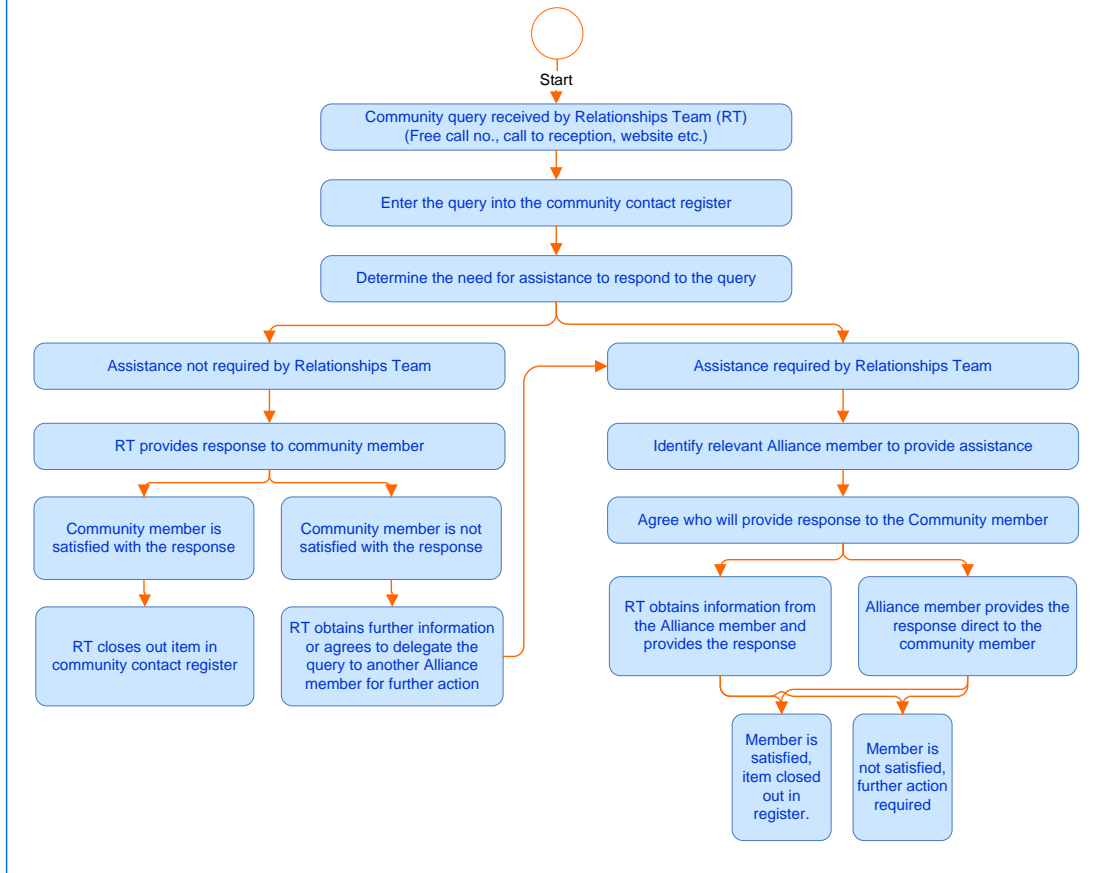 Start
Community query received by Relationships Team (RT)
(Free call no., call to reception, website etc.)
Enter the query into the community contact register
Determine the need for assistance to respond to the query
Assistance not required by Relationships Team
Assistance required by Relationships Team
RT provides response to community member
Identify relevant Alliance member to provide assistance
Community member is
satisfied with the response
Community member is not
satisfied with the response
Agree who will provide response to the Community member
RT closes out item in
community contact register
RT obtains further information
or agrees to delegate the
query to another Alliance
member for further action
RT obtains information from
the Alliance member and
provides the response
Alliance member provides the
response direct to the
community member
Member is
satisfied,
item closed
out in
register.
Member is
not satisfied,
further action
required